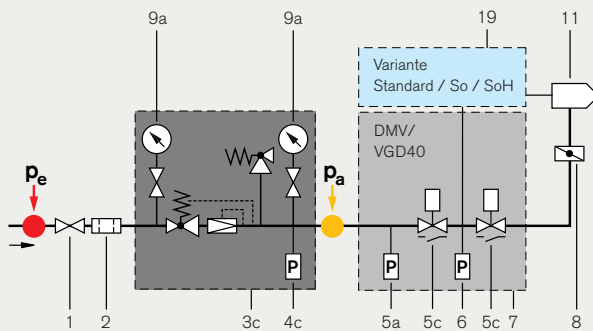 9a 9a 19 11
Variante
Standard / So / SoH
DMV/
VGD40
pe pa
P P P
1 2 3c 4c 5a 5c 6 5c 7 8